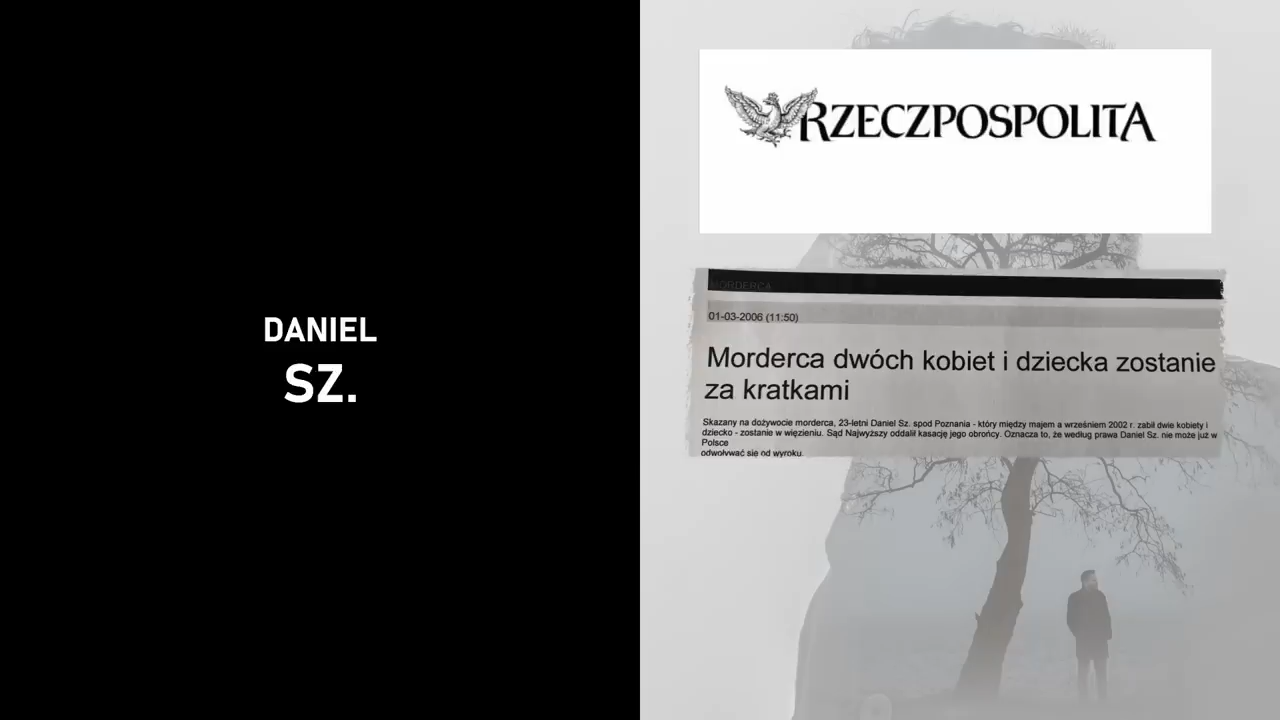 DANIEL
SZ.
RZECZPOSPOLITA
MORDERCA
01-03-2006 (11:50)
Morderca dwóch kobiet i dziecka zostanie
za kratkami
Skazany na dożywocie morderca, 23-letni Daniel Sz. spod Poznania - który między majem a wrześniem 2002 r. zabił dwie kobiety i
dziecko - zostanie w więzieniu. Sąd Najwyższy oddalił kasację jego obrońcy. Oznacza to, że według prawa Daniel Sz. nie może już w
Polsce
odwoływać się od wyroku.